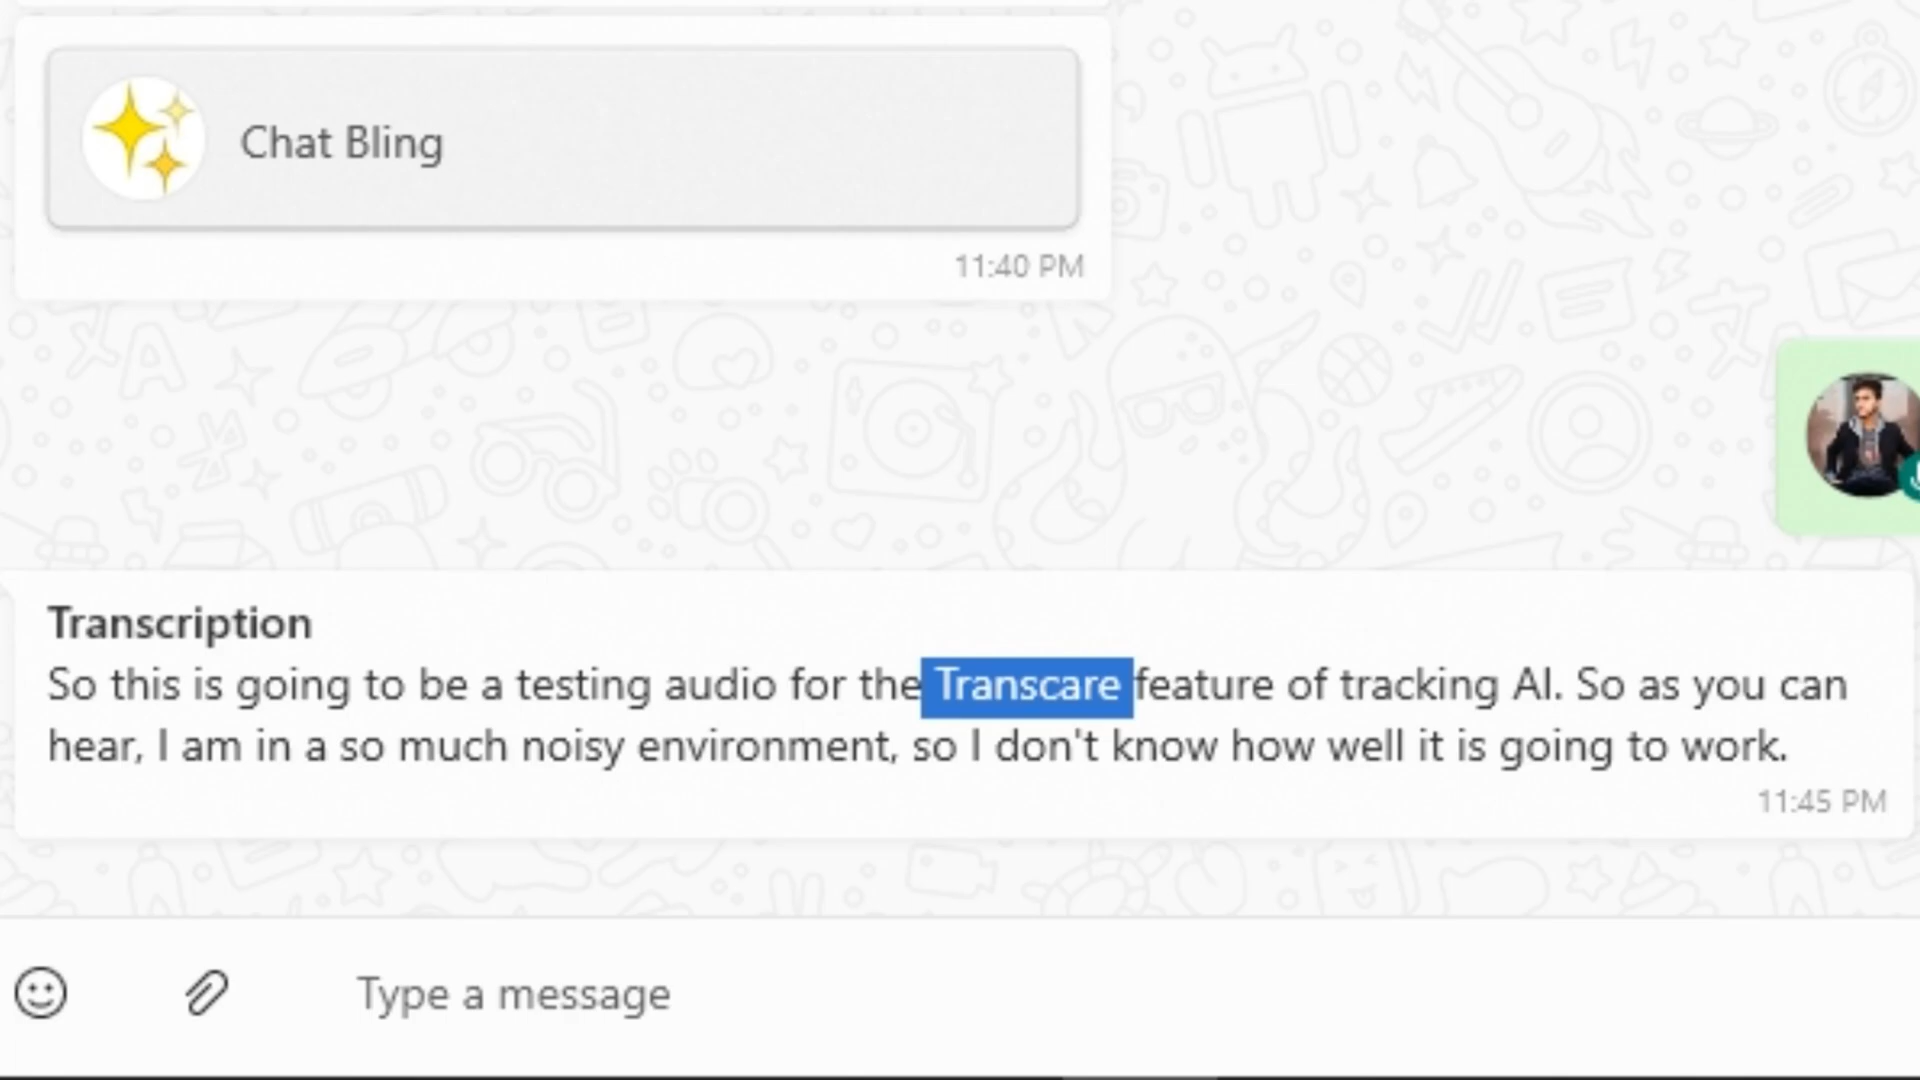 Chat Bling
11:40 PM
Transcription
So this is going to be a testing audio for the Transcare feature of tracking AI. So as you can
hear, I am in a so much noisy environment, so I don't know how well it is going to work.
11:45 PM
Type a message